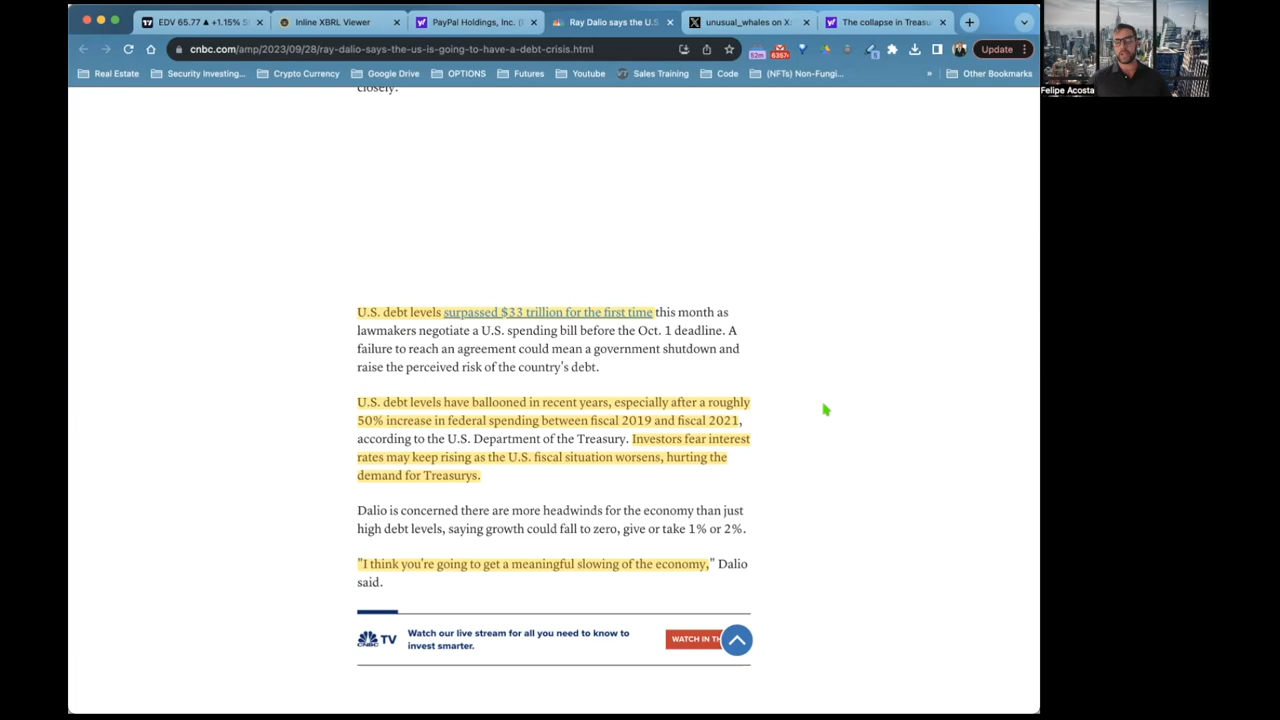 EDV 65.77 ▲ +1.15%
Inline XBRL Viewer
PayPal Holdings, Inc. (
Ray Dalio says the U.S
unusual_whales on X:
The collapse in Treasu
cnbc.com/amp/2023/09/28/ray-dalio-says-the-us-is-going-to-have-a-debt-crisis.html
Update
Real Estate
Security Investing...
Crypto Currency
Google Drive
OPTIONS
Futures
Youtube
Sales Training
Code
(NFTs) Non-Fungi...
»
Other Bookmarks
Felipe Acosta
closely.
U.S. debt levels surpassed $33 trillion for the first time this month as
lawmakers negotiate a U.S. spending bill before the Oct. 1 deadline. A
failure to reach an agreement could mean a government shutdown and
raise the perceived risk of the country's debt.
U.S. debt levels have ballooned in recent years, especially after a roughly
50% increase in federal spending between fiscal 2019 and fiscal 2021,
according to the U.S. Department of the Treasury. Investors fear interest
rates may keep rising as the U.S. fiscal situation worsens, hurting the
demand for Treasurys.
Dalio is concerned there are more headwinds for the economy than just
high debt levels, saying growth could fall to zero, give or take 1% or 2%.
"I think you're going to get a meaningful slowing of the economy," Dalio
said.
CNBC TV
Watch our live stream for all you need to know to
invest smarter.
WATCH IN TH